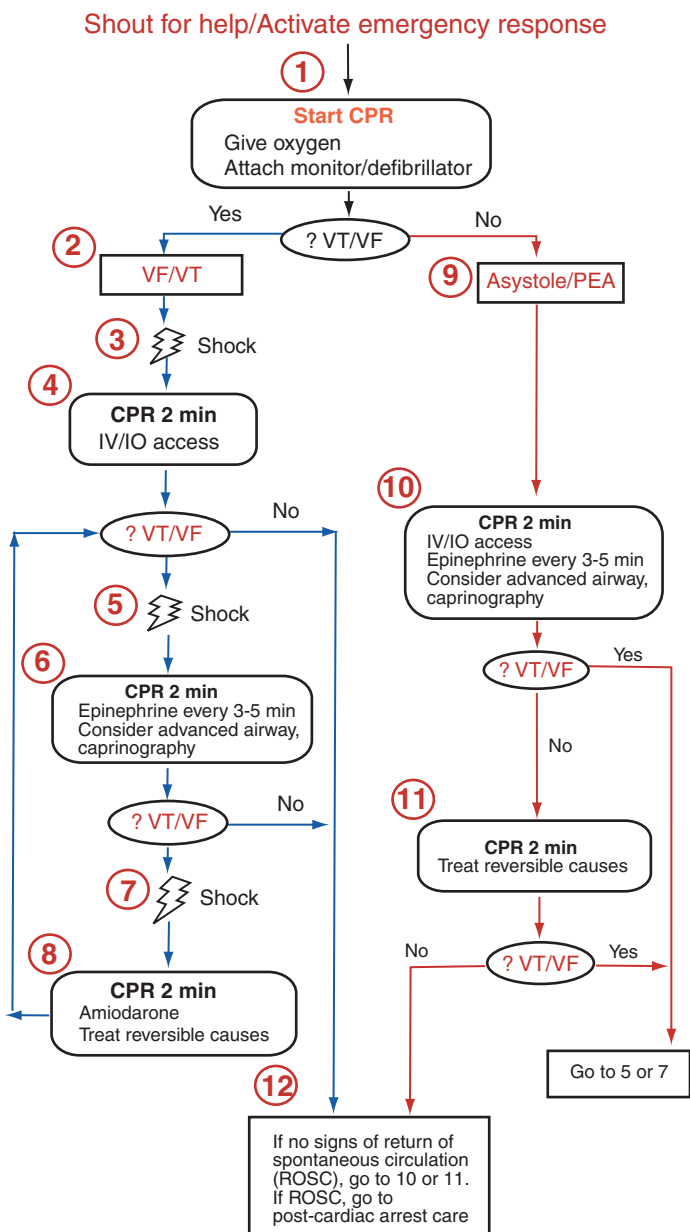 Shout for help/Activate emergency response
1
Start CPR
Give oxygen
Attach monitor/defibrillator
Yes
? VT/VF
No
2
VF/VT
9
Asystole/PEA
3
Shock
4
CPR 2 min
IV/IO access
? VT/VF
No
5
Shock
6
CPR 2 min
Epinephrine every 3-5 min
Consider advanced airway,
caprinography
? VT/VF
No
7
Shock
8
CPR 2 min
Amiodarone
Treat reversible causes
10
CPR 2 min
IV/IO access
Epinephrine every 3-5 min
Consider advanced airway,
caprinography
? VT/VF
Yes
No
11
CPR 2 min
Treat reversible causes
No
? VT/VF
Yes
Go to 5 or 7
12
If no signs of return of
spontaneous circulation
(ROSC), go to 10 or 11.
If ROSC, go to
post-cardiac arrest care